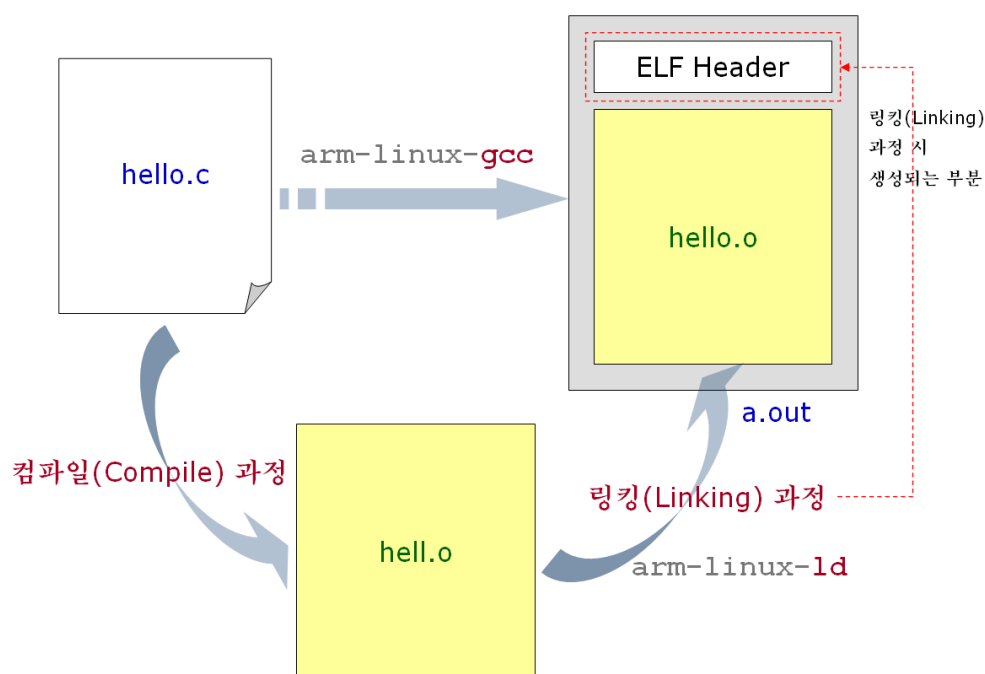 ELF Header
링킹(Linking)
과정 시
생성되는 부분
arm-linux-gcc
hello.c
hello.o
a.out
컴파일(Compile) 과정
링킹(Linking) 과정
hell.o
arm-linux-ld